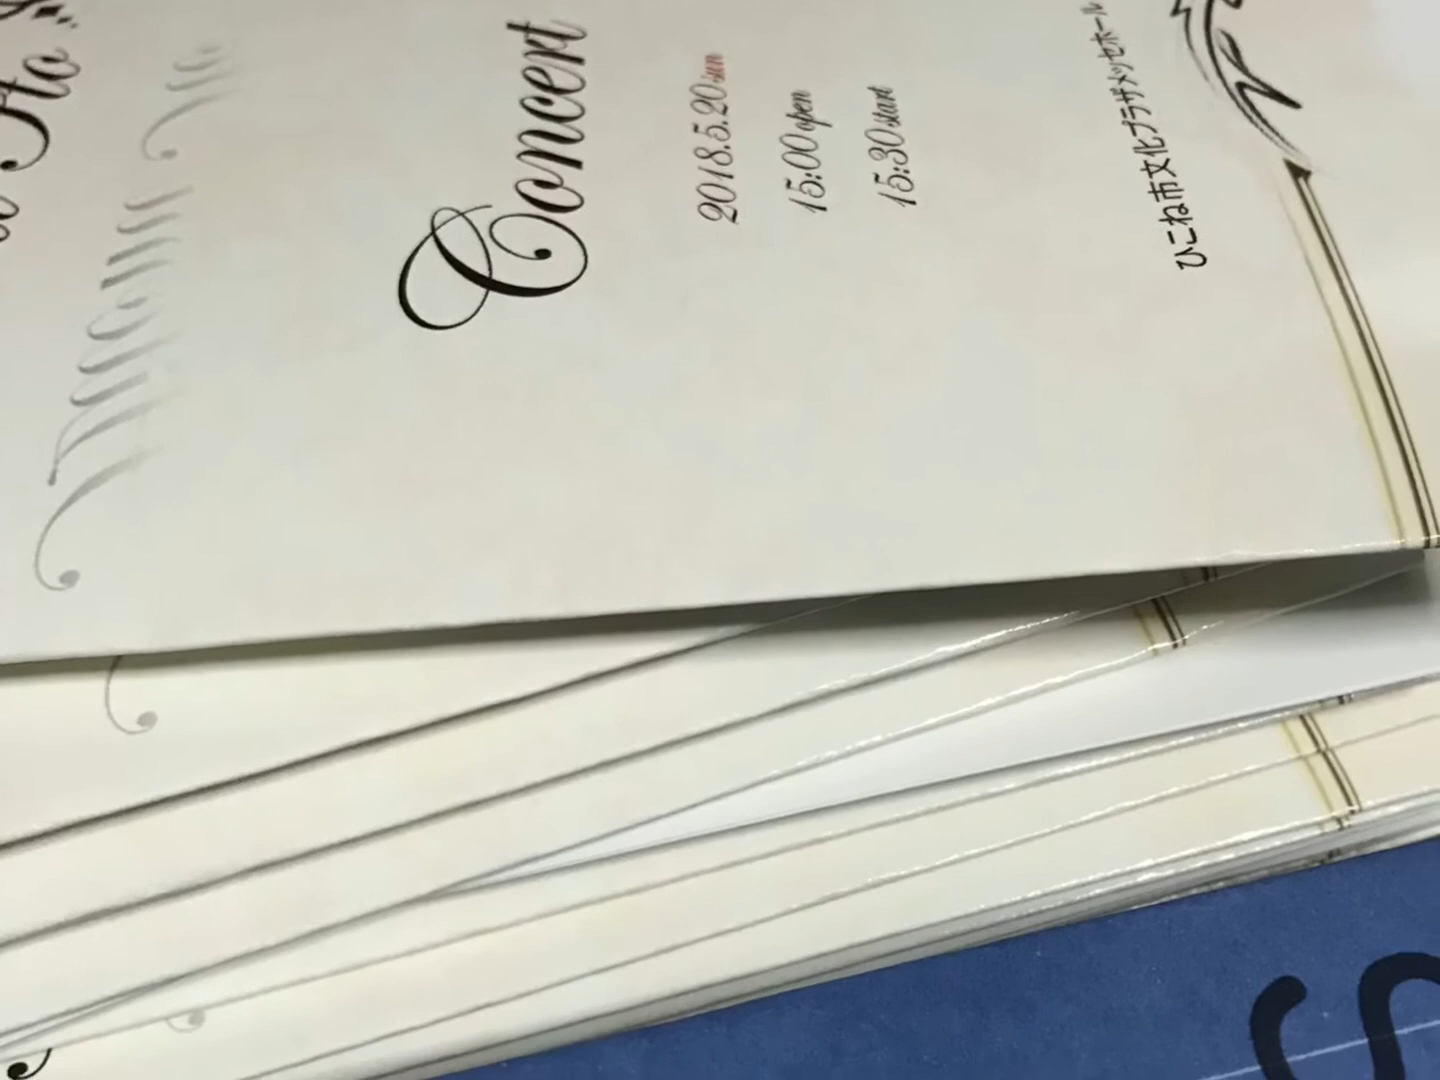 Concert
2018.5.20 sun
15:00 open
15:30 start
ひこね市文化プラザメッセホール